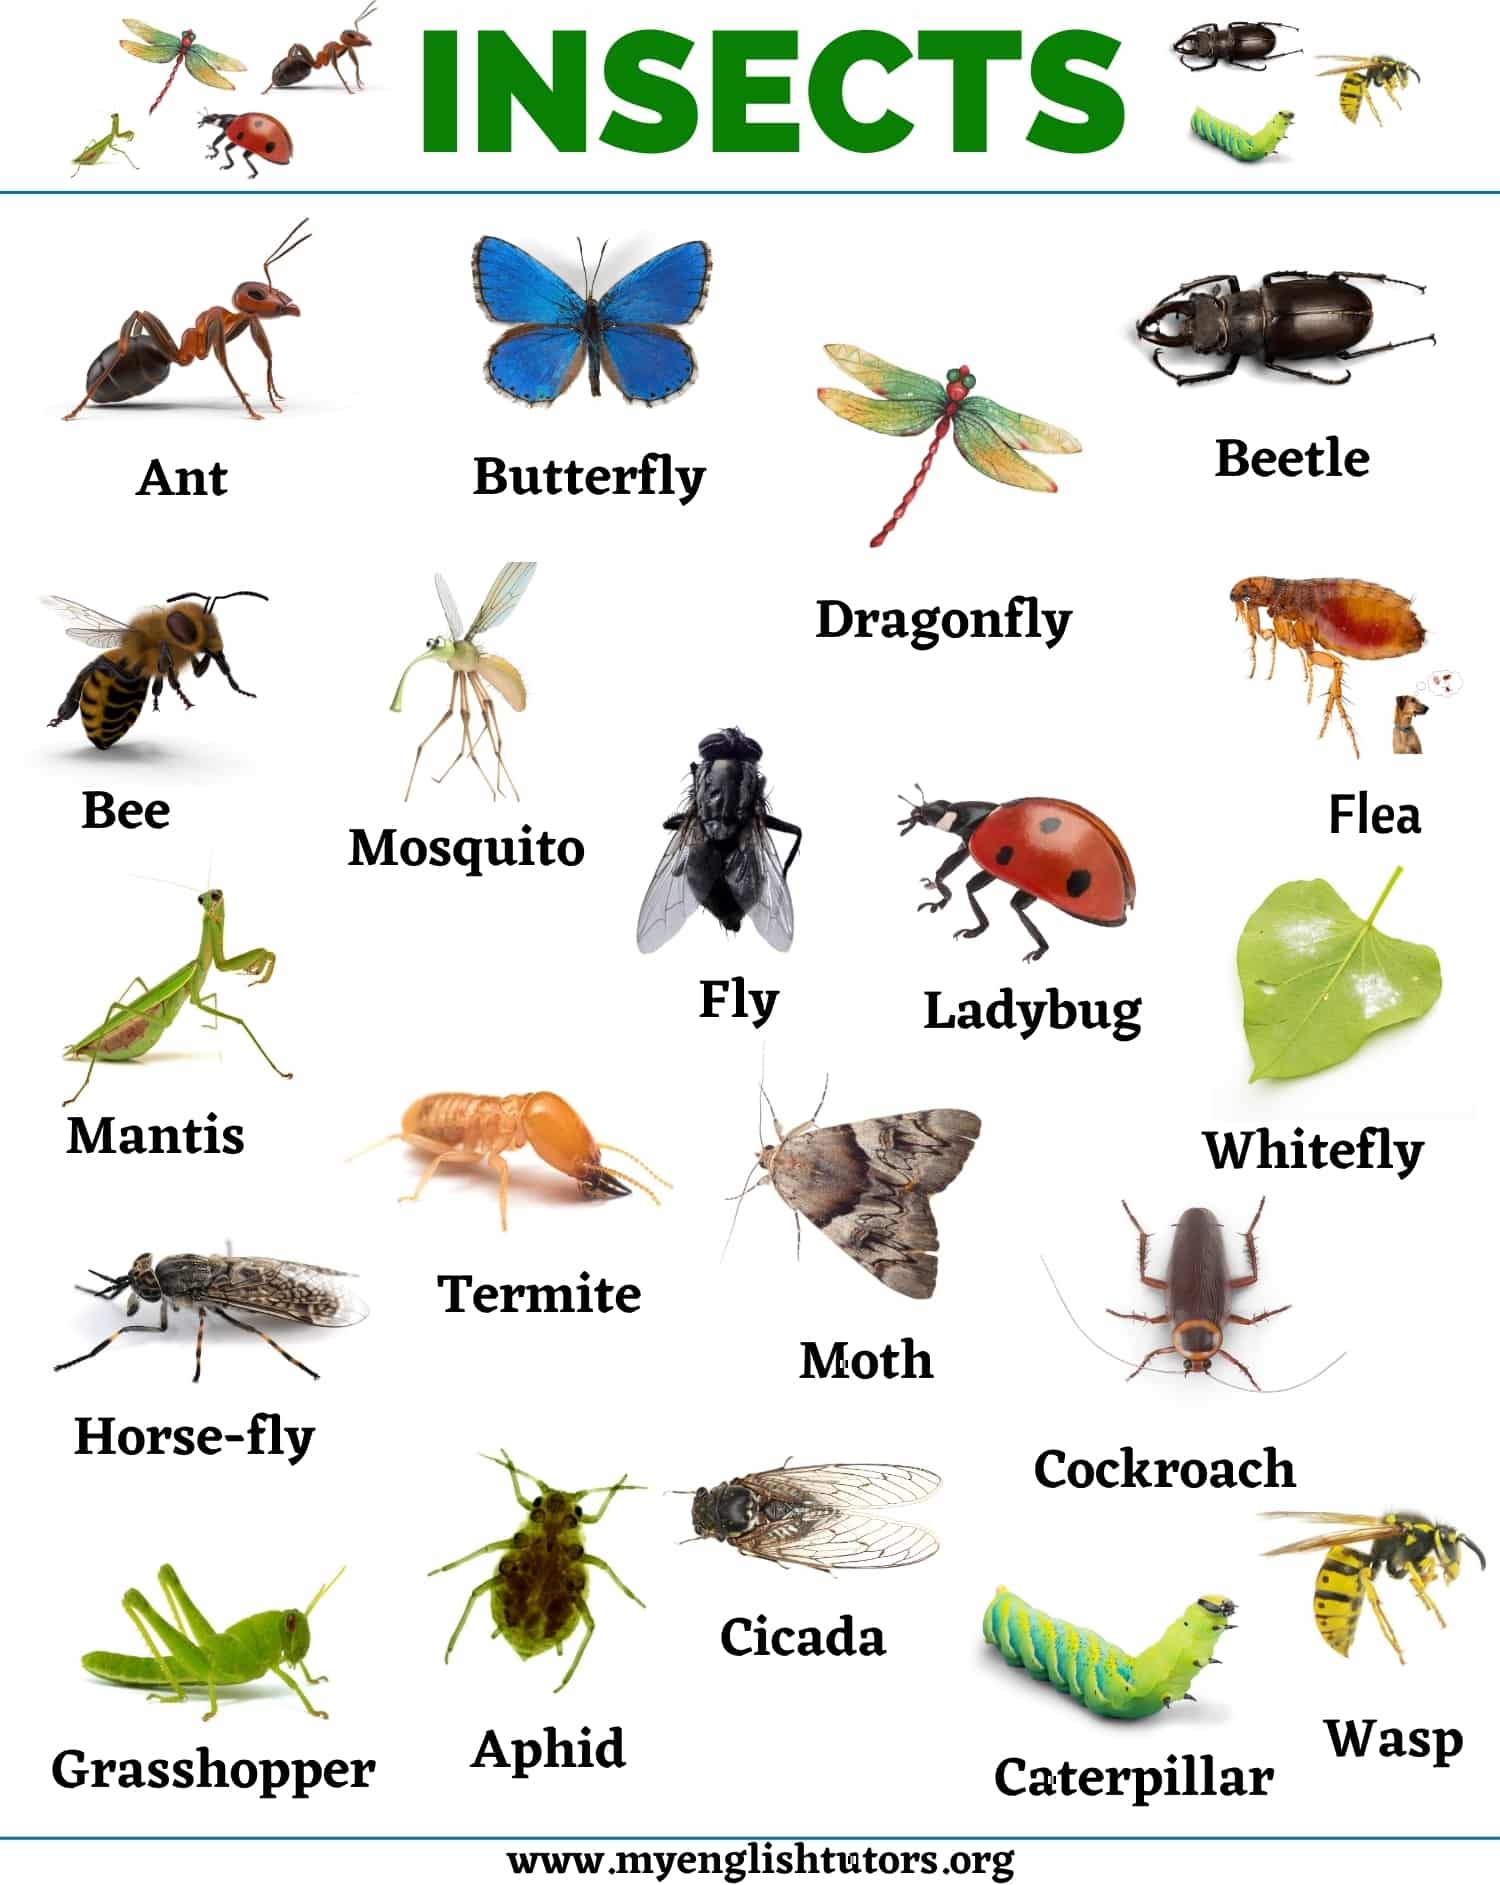 INSECTS
Ant
Butterfly
Beetle
Dragonfly
Bee
Mosquito
Flea
Fly
Ladybug
Mantis
Whitefly
Termite
Moth
Horse-fly
Cockroach
Cicada
Grasshopper
Aphid
Caterpillar
Wasp
www.myenglishtutors.org